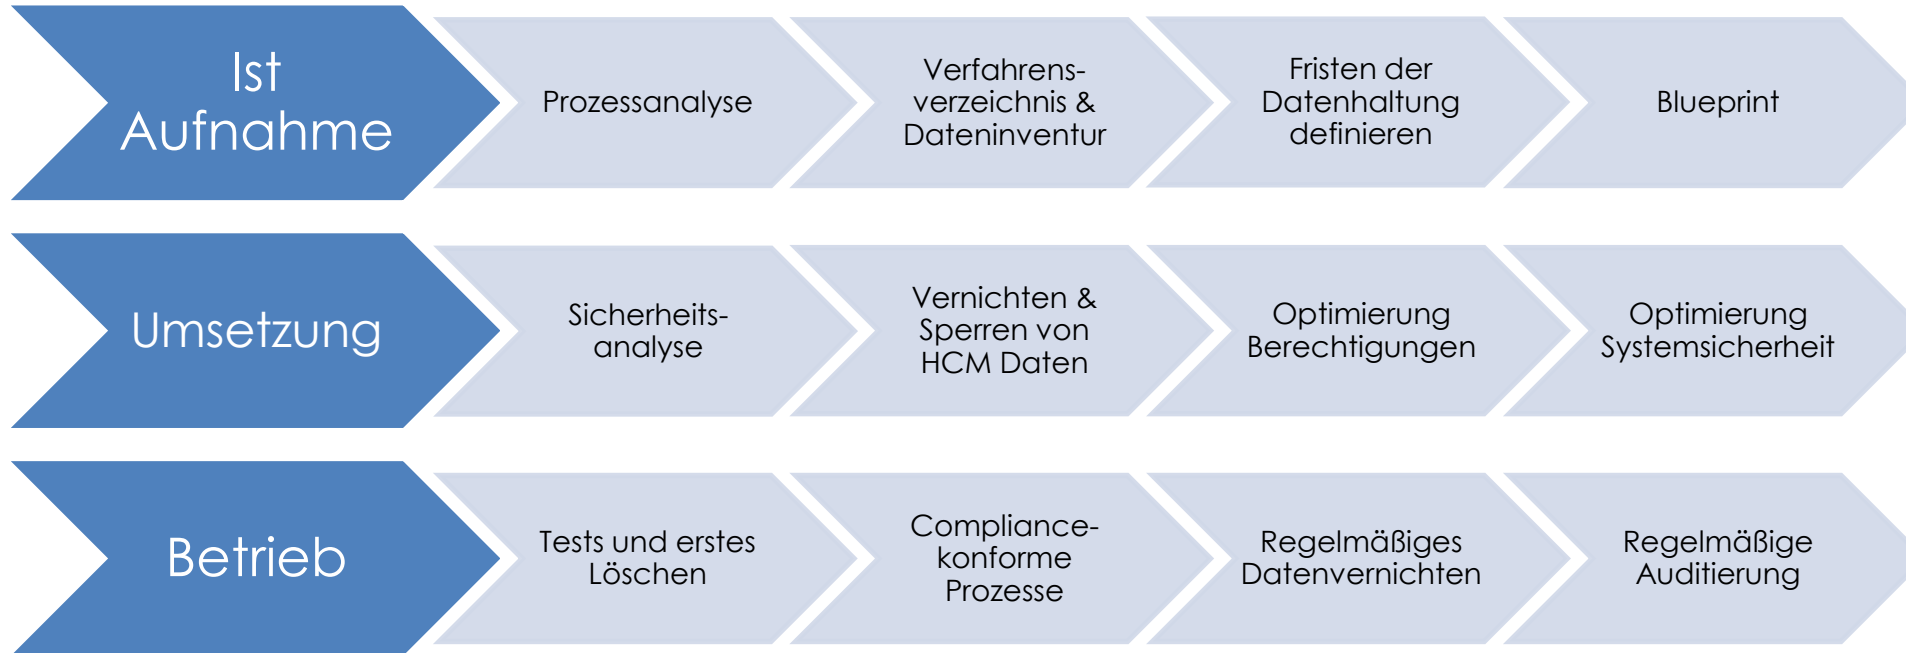 Ist
Aufnahme
Prozessanalyse
Verfahrens-
verzeichnis &
Dateninventur
Fristen der
Datenhaltung
definieren
Blueprint
Umsetzung
Sicherheits-
analyse
Vernichten &
Sperren von
HCM Daten
Optimierung
Berechtigungen
Optimierung
Systemsicherheit
Betrieb
Tests und erstes
Löschen
Compliance-
konforme
Prozesse
Regelmäßiges
Datenvernichten
Regelmäßige
Auditierung